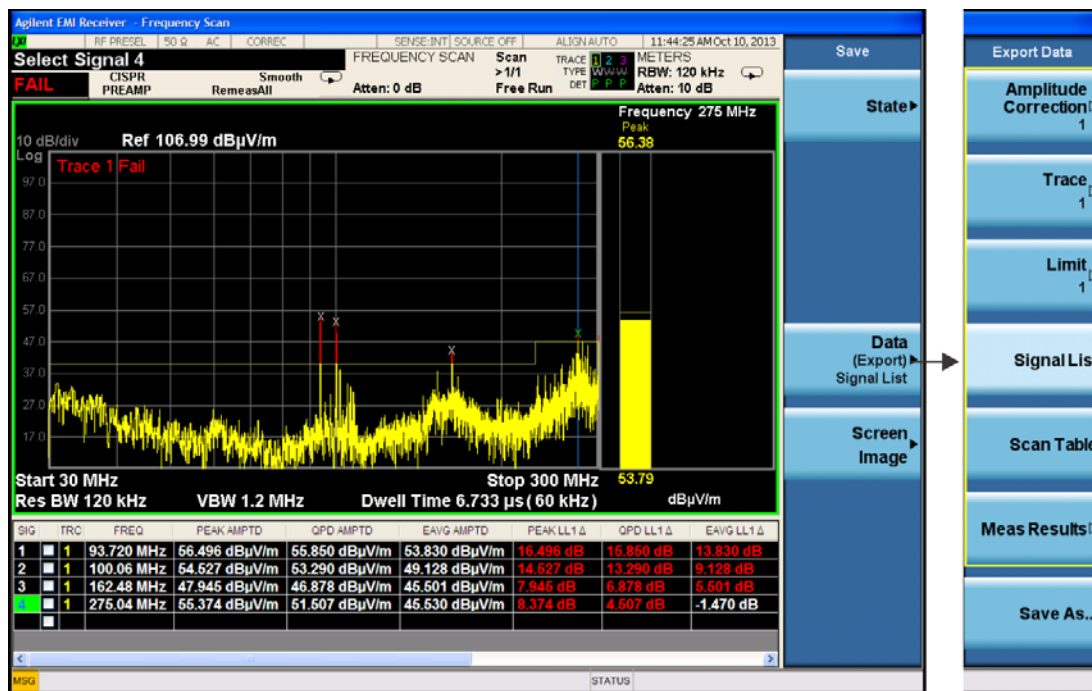 Agilent EMI Receiver - Frequency Scan
LXI RF PRESEL 50 Ω AC CORREC SENSE:INT SOURCE OFF ALIGN AUTO 11:44:25 AM Oct 10, 2013
Select Signal 4
FAIL
CISPR
PREAMP
Smooth
RemeasAll
FREQUENCY SCAN
Atten: 0 dB
Scan
>1/1
Free Run
TRACE 1 2 3
TYPE W W W
DET P P P
METERS
RBW: 120 kHz
Atten: 10 dB
10 dB/div
Log
Ref 106.99 dBµV/m
Trace 1 Fail
97.0
87.0
77.0
67.0
57.0
47.0
37.0
27.0
17.0
Frequency 275 MHz
Peak
56.38
53.79
dBµV/m
Start 30 MHz
Stop 300 MHz
Res BW 120 kHz
VBW 1.2 MHz
Dwell Time 6.733 µs (60 kHz)
SIG TRC FREQ PEAK AMPTD QPD AMPTD EAVG AMPTD PEAK LL1 Δ QPD LL1 Δ EAVG LL1 Δ
1 1 93.720 MHz 56.496 dBµV/m 55.850 dBµV/m 53.830 dBµV/m 16.496 dB 15.850 dB 13.830 dB
2 1 100.06 MHz 54.527 dBµV/m 53.290 dBµV/m 49.128 dBµV/m 14.527 dB 13.290 dB 9.128 dB
3 1 162.48 MHz 47.945 dBµV/m 46.878 dBµV/m 45.501 dBµV/m 7.945 dB 6.878 dB 5.501 dB
4 1 275.04 MHz 55.374 dBµV/m 51.507 dBµV/m 45.530 dBµV/m 8.374 dB 4.507 dB -1.470 dB
MSG
STATUS
Save
State
Data
(Export)
Signal List
Screen
Image
Export Data
Amplitude
Correction
1
Trace
1
Limit
1
Signal Lis
Scan Table
Meas Results
Save As..